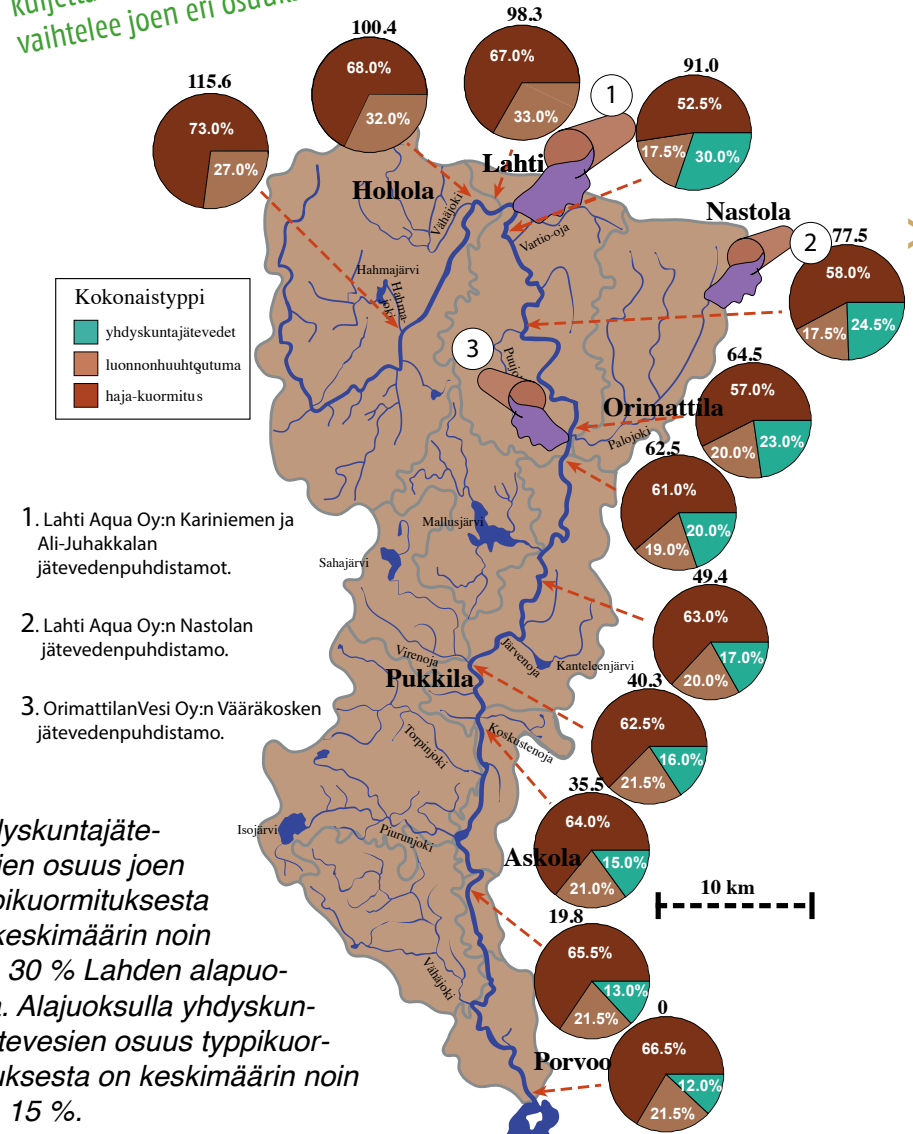 vaihtelee joen eri
98.3
67.0%
33.0%
100.4
68.0%
32.0%
115.6
73.0%
27.0%
1
91.0
52.5%
17.5%
30.0%
Lahti
Hollola
Vähäjoki
Vartio-oja
Nastola
2
77.5
58.0%
17.5%
24.5%
Hahmajärvi
Hahma-
joki
Kokonaistyppi
yhdyskuntajätevedet
luonnonhuuhtoutuma
haja-kuormitus
3
64.5
57.0%
20.0%
23.0%
Orimattila
Palojoki
62.5
61.0%
19.0%
20.0%
1. Lahti Aqua Oy:n Kariniemen ja
Ali-Juhakkalan
jätevedenpuhdistamot.
2. Lahti Aqua Oy:n Nastolan
jätevedenpuhdistamo.
3. OrimattilanVesi Oy:n Vääräkosken
jätevedenpuhdistamo.
Mallusjärvi
Sahajärvi
49.4
63.0%
20.0%
17.0%
Virenoja
Järvenoja
Kanteleenjärvi
Pukkila
40.3
62.5%
21.5%
16.0%
Koskustenoja
Torpinjoki
35.5
64.0%
21.0%
15.0%
Isojärvi
Piurunjoki
Askola
10 km
19.8
65.5%
21.5%
13.0%
Vähäjoki
0
66.5%
21.5%
12.0%
Porvoo
dyskuntajäte-
ien osuus joen
pikuormituksesta
keskimäärin noin
30 % Lahden alapuo-
a. Alajuoksulla yhdyskun-
tevesien osuus typpikuor-
uksesta on keskimäärin noin
15 %.